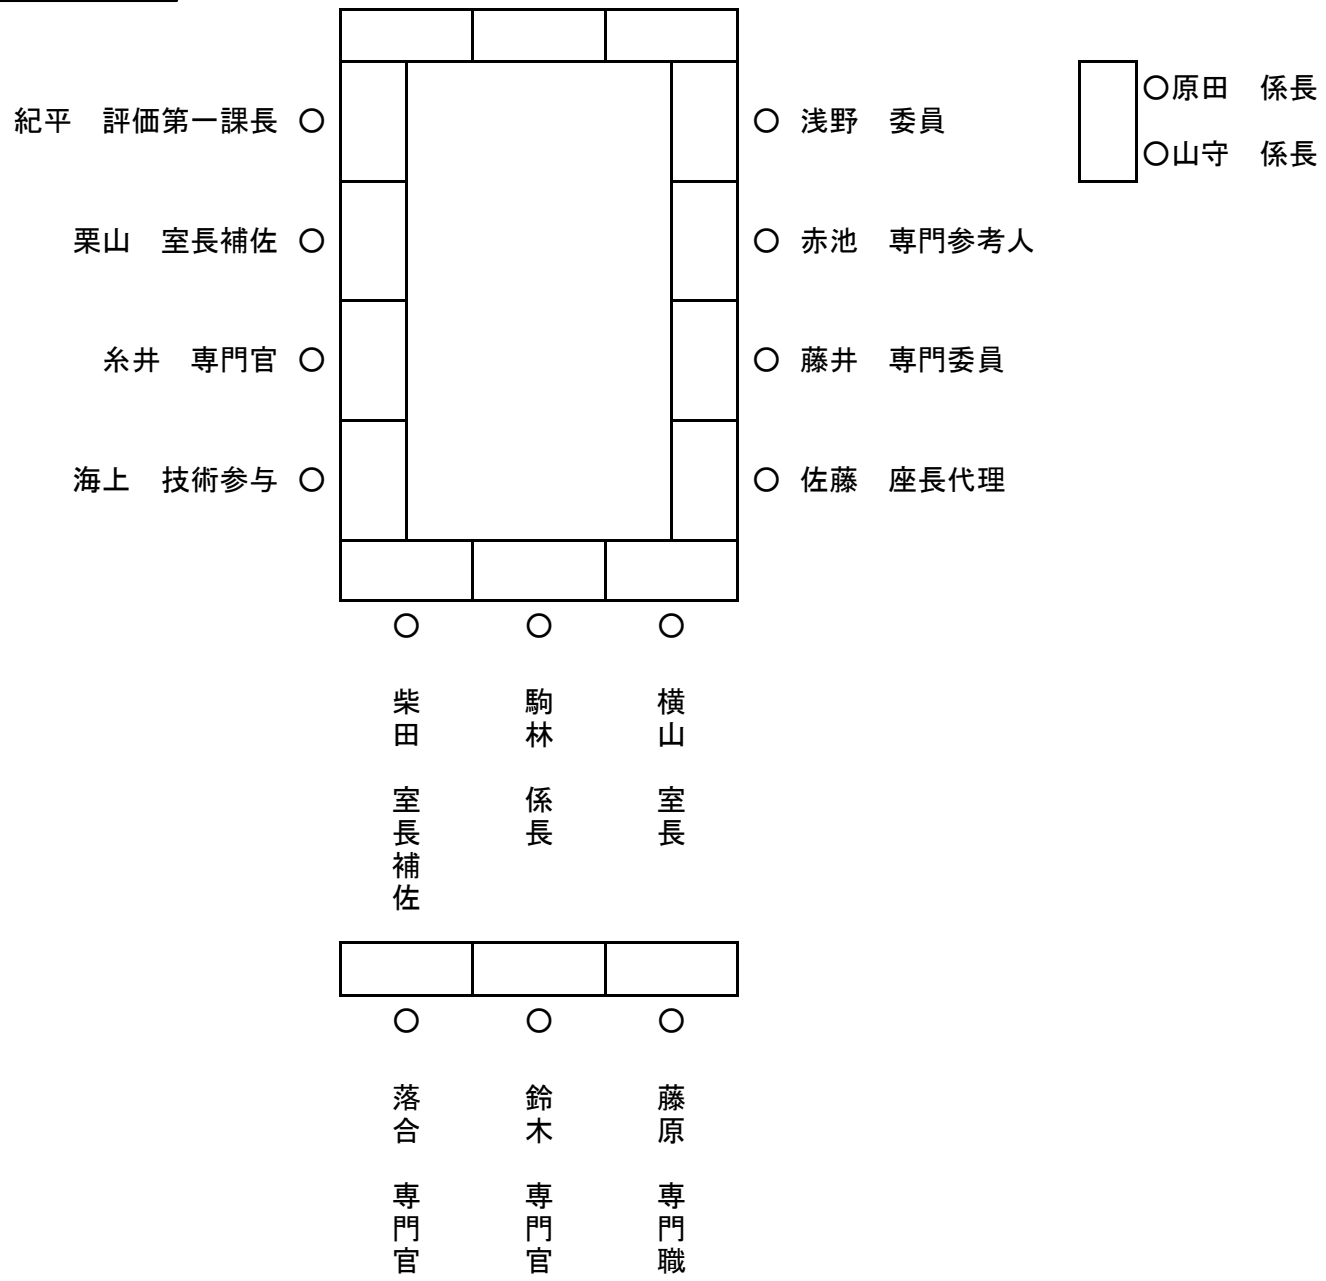 紀平　評価第一課長 ○
栗山　室長補佐 ○
糸井　専門官 ○
海上　技術参与 ○
○ 浅野　委員
○ 赤池　専門参考人
○ 藤井　専門委員
○ 佐藤　座長代理
○原田　係長
○山守　係長
○ 柴田　室長補佐
○ 駒林　係長
○ 横山　室長
○ 落合　専門官
○ 鈴木　専門官
○ 藤原　専門職